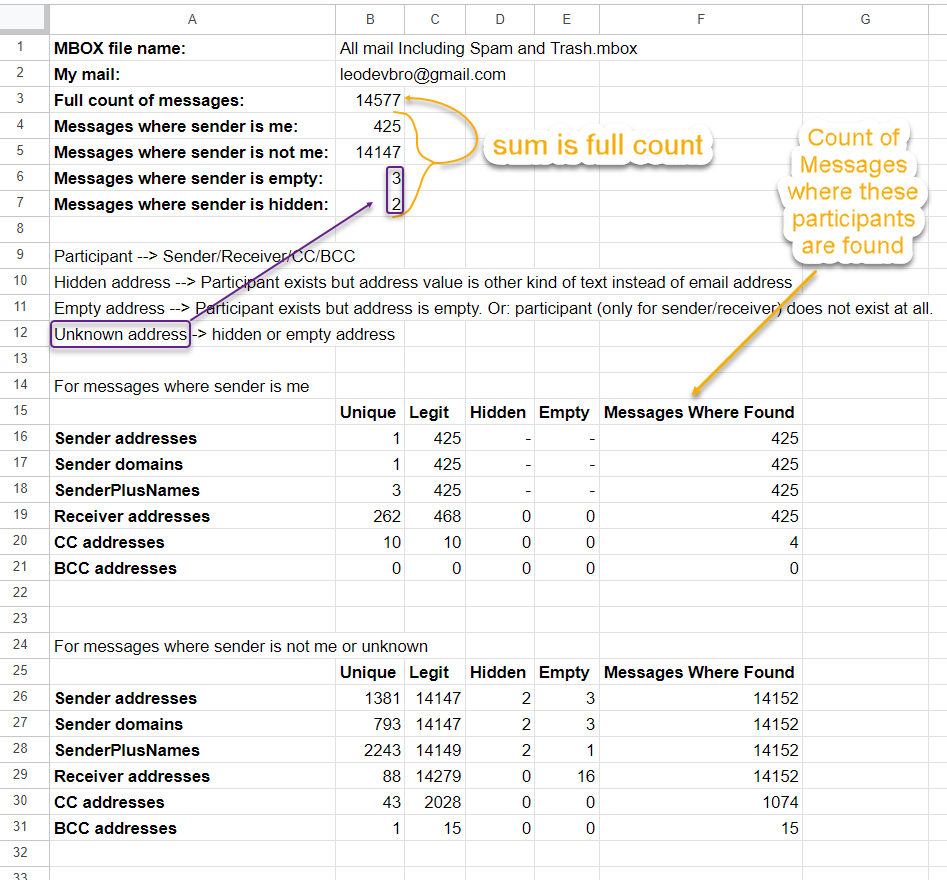 A B C D E F G
1 MBOX file name: All mail Including Spam and Trash.mbox
2 My mail: leodevbro@gmail.com
3 Full count of messages: 14577
4 Messages where sender is me: 425
5 Messages where sender is not me: 14147
6 Messages where sender is empty: 3
7 Messages where sender is hidden: 2
sum is full count
Count of
Messages
where these
participants
are found
8
9 Participant --> Sender/Receiver/CC/BCC
10 Hidden address --> Participant exists but address value is other kind of text instead of email address
11 Empty address --> Participant exists but address is empty. Or: participant (only for sender/receiver) does not exist at all.
12 Unknown address -> hidden or empty address
13
14 For messages where sender is me
15 Unique Legit Hidden Empty Messages Where Found
16 Sender addresses 1 425 - - 425
17 Sender domains 1 425 - - 425
18 SenderPlusNames 3 425 - - 425
19 Receiver addresses 262 468 0 0 425
20 CC addresses 10 10 0 0 4
21 BCC addresses 0 0 0 0 0
22
23
24 For messages where sender is not me or unknown
25 Unique Legit Hidden Empty Messages Where Found
26 Sender addresses 1381 14147 2 3 14152
27 Sender domains 793 14147 2 3 14152
28 SenderPlusNames 2243 14149 2 1 14152
29 Receiver addresses 88 14279 0 16 14152
30 CC addresses 43 2028 0 0 1074
31 BCC addresses 1 15 0 0 15
32
33